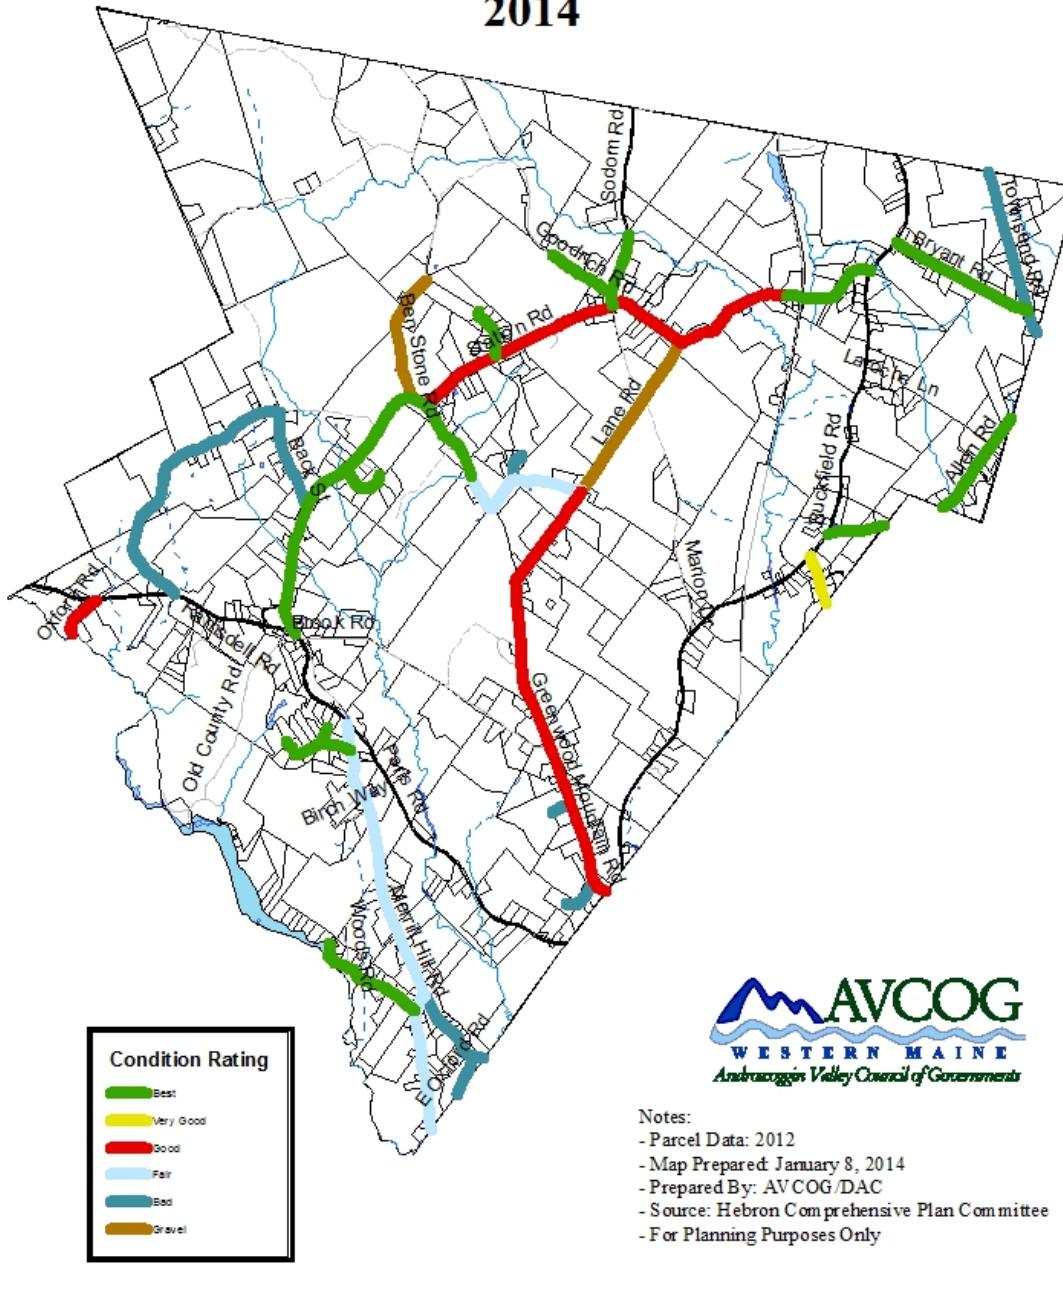 2014
Sodom Rd
Goodrich Rd
Townsend Rd
Bryant Rd
Ben Stone Rd
Station Rd
Laroche Ln
Lane Rd
Back St
Buckfield Rd
Allen Rd
Marion Dr
Oxford Rd
Ramsdell Rd
Brook Rd
Old County Rd
Greenwood Mountain Rd
Paris Rd
Birch Way
Merrill Hill Rd
Woods Rd
E Oxford Rd
AVCOG
WESTERN MAINE
Androscoggin Valley Council of Governments
Condition Rating
Best
Very Good
Good
Fair
Bad
Gravel
Notes:
- Parcel Data: 2012
- Map Prepared: January 8, 2014
- Prepared By: AVCOG/DAC
- Source: Hebron Comprehensive Plan Committee
- For Planning Purposes Only